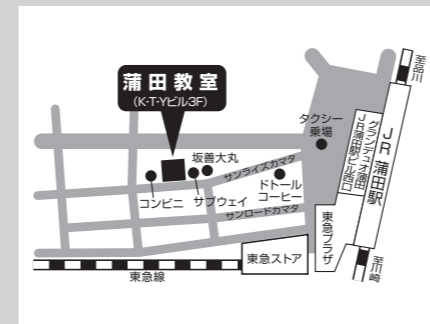 蒲田教室
(K・T・Yビル3F)
至品川
タクシー
乗場
グランデュオ蒲田
JR蒲田駅ビル西口
JR 蒲田駅
坂善大丸
サンライズカマタ
コンビニ
サブウェイ
ドトール
コーヒー
サンロードカマタ
東急プラザ
東急ストア
東急線
至川崎